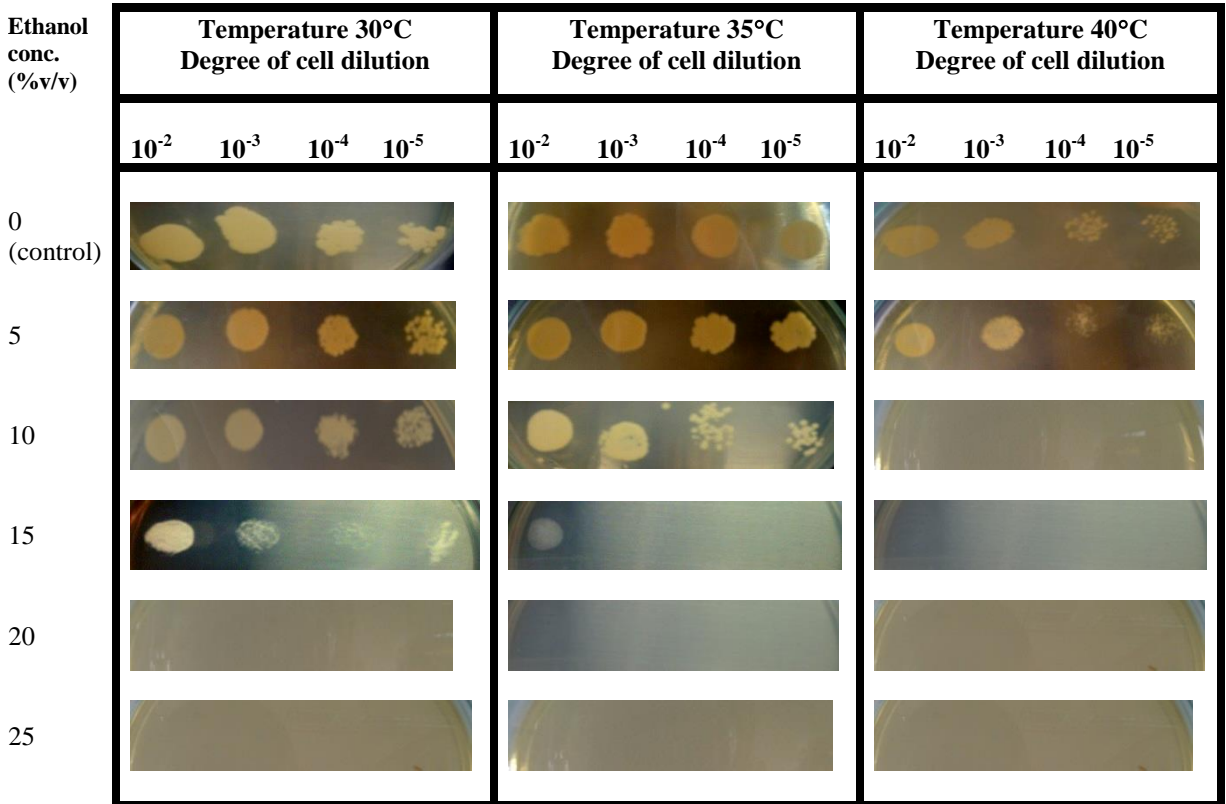 Ethanol
conc.
(%v/v)
Temperature 30°C
Degree of cell dilution
Temperature 35°C
Degree of cell dilution
Temperature 40°C
Degree of cell dilution
10⁻² 10⁻³ 10⁻⁴ 10⁻⁵
10⁻² 10⁻³ 10⁻⁴ 10⁻⁵
10⁻² 10⁻³ 10⁻⁴ 10⁻⁵
0
(control)
5
10
15
20
25